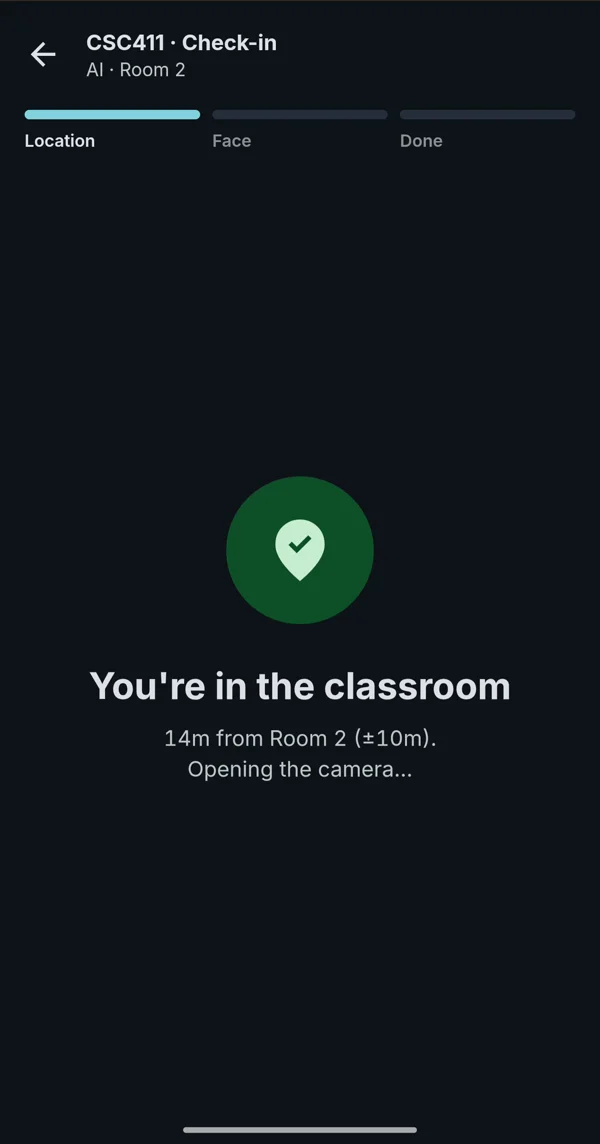 CSC411 · Check-in
AI · Room 2
Location
Face
Done
You're in the classroom
14m from Room 2 (±10m).
Opening the camera...